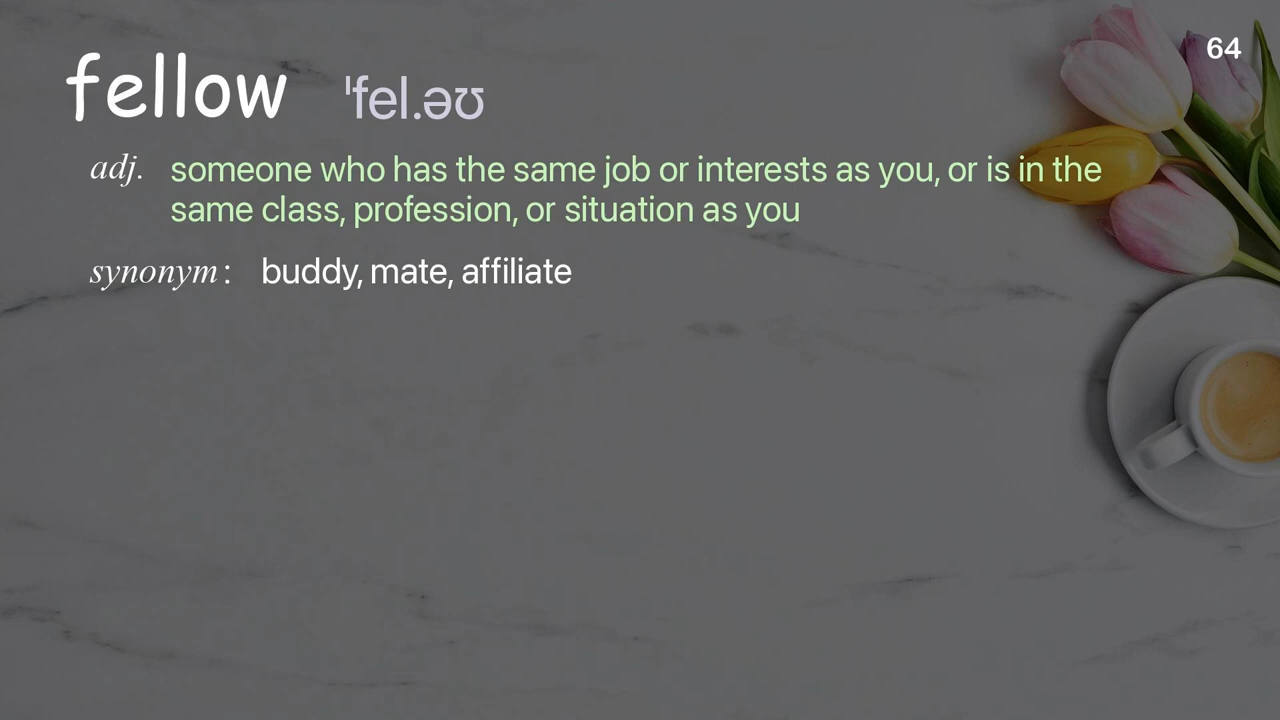 64
fellow ˈfel.əʊ
adj. someone who has the same job or interests as you, or is in the
same class, profession, or situation as you
synonym: buddy, mate, affiliate